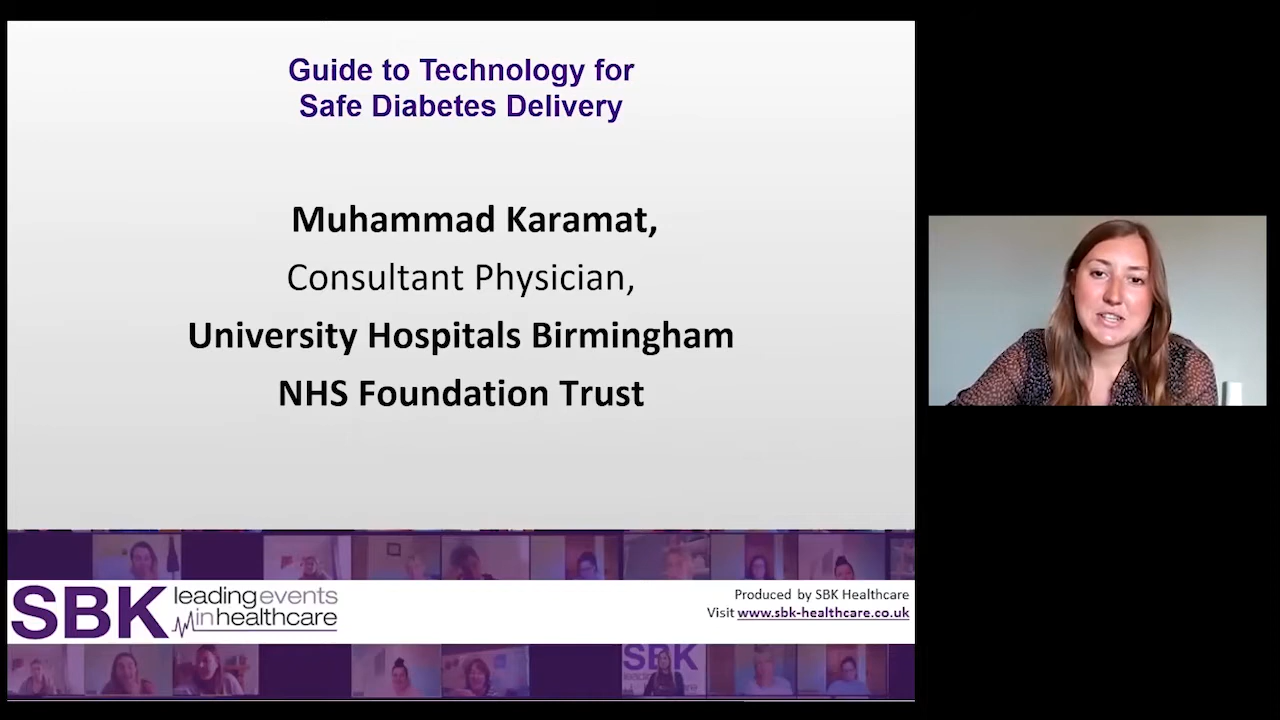 Guide to Technology for
Safe Diabetes Delivery
Muhammad Karamat,
Consultant Physician,
University Hospitals Birmingham
NHS Foundation Trust
SBK leading events
in healthcare
Produced by SBK Healthcare
Visit www.sbk-healthcare.co.uk
SBK